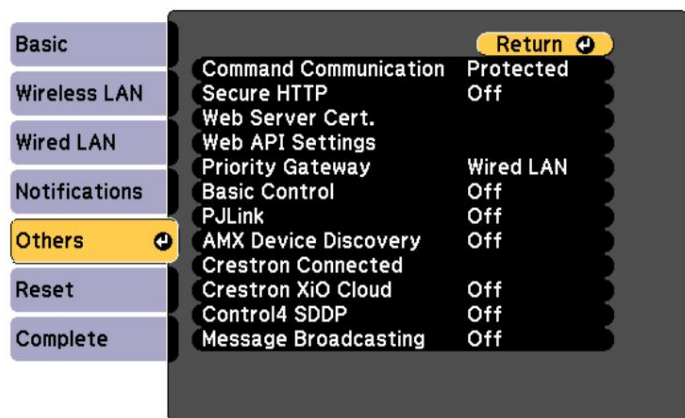 Basic
Wireless LAN
Wired LAN
Notifications
Others
Reset
Complete
Return
Command Communication Protected
Secure HTTP Off
Web Server Cert.
Web API Settings
Priority Gateway Wired LAN
Basic Control Off
PJLink Off
AMX Device Discovery Off
Crestron Connected
Crestron XiO Cloud Off
Control4 SDDP Off
Message Broadcasting Off